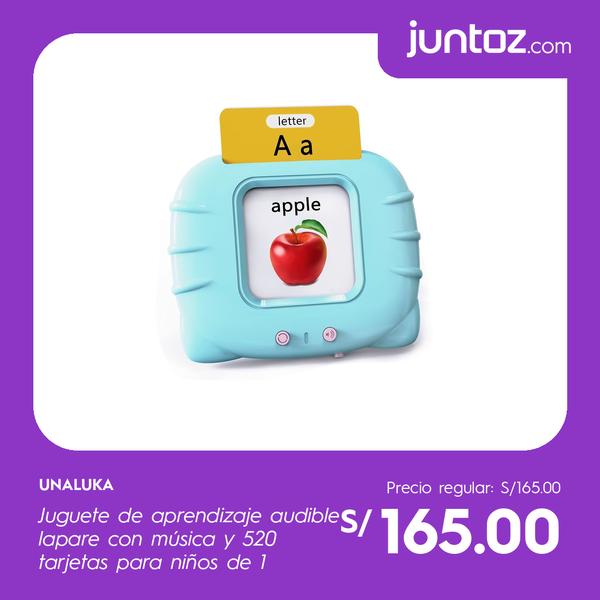 juntoz.com
letter
A a
apple
UNALUKA
Juguete de aprendizaje audible
lapare con música y 520
tarjetas para niños de 1
Precio regular: S/165.00
S/ 165.00